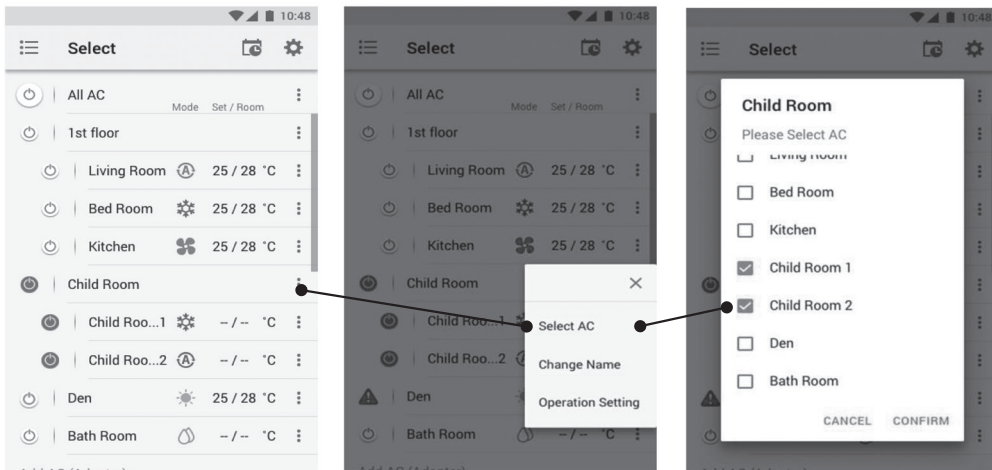 10:48
Select
All AC
Mode Set / Room
1st floor
Living Room 25 / 28 °C
Bed Room 25 / 28 °C
Kitchen 25 / 28 °C
Child Room
Child Roo...1 -- / -- °C
Child Roo...2 -- / -- °C
Den 25 / 28 °C
Bath Room -- / -- °C
10:48
Select
All AC
Mode Set / Room
1st floor
Living Room 25 / 28 °C
Bed Room 25 / 28 °C
Kitchen 25 / 28 °C
Child Room
Child Roo...1
Child Roo...2
Den
Bath Room -- / -- °C
Select AC
Change Name
Operation Setting
10:48
Select
Child Room
Please Select AC
Living Room
Bed Room
Kitchen
Child Room 1
Child Room 2
Den
Bath Room
CANCEL CONFIRM